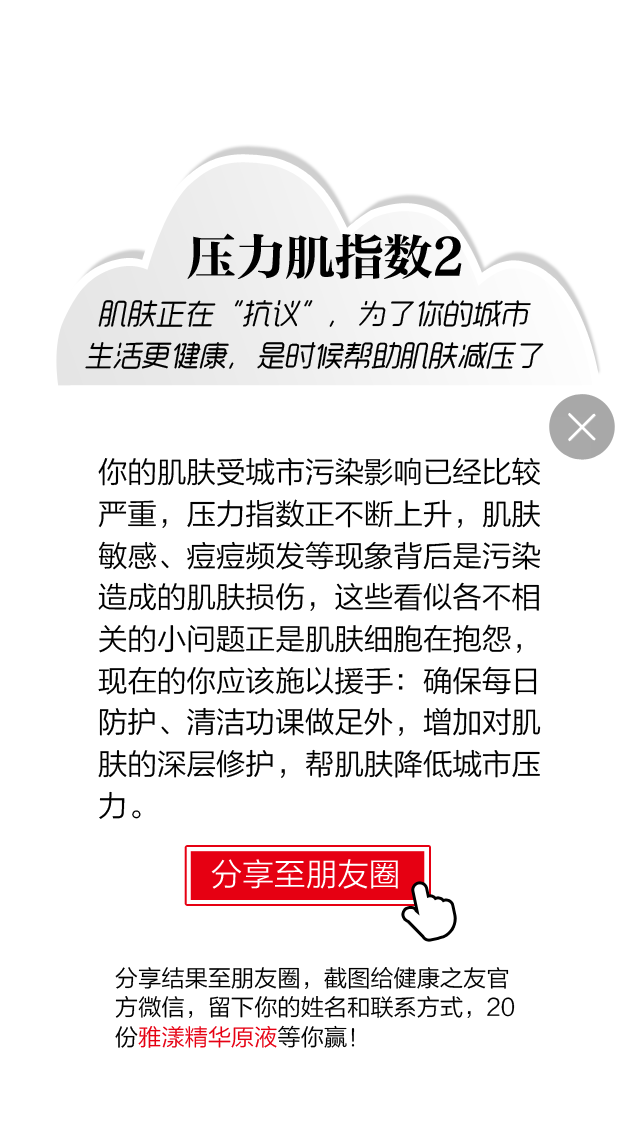 压力肌指数2
肌肤正在“抗议”，为了你的城市
生活更健康，是时候帮助肌肤减压了
你的肌肤受城市污染影响已经比较
严重，压力指数正不断上升，肌肤
敏感、痘痘频发等现象背后是污染
造成的肌肤损伤，这些看似各不相
关的小问题正是肌肤细胞在抱怨，
现在的你应该施以援手：确保每日
防护、清洁功课做足外，增加对肌
肤的深层修护，帮肌肤降低城市压
力。
分享至朋友圈
分享结果至朋友圈，截图给健康之友官
方微信，留下你的姓名和联系方式，20
份雅漾精华原液等你赢！